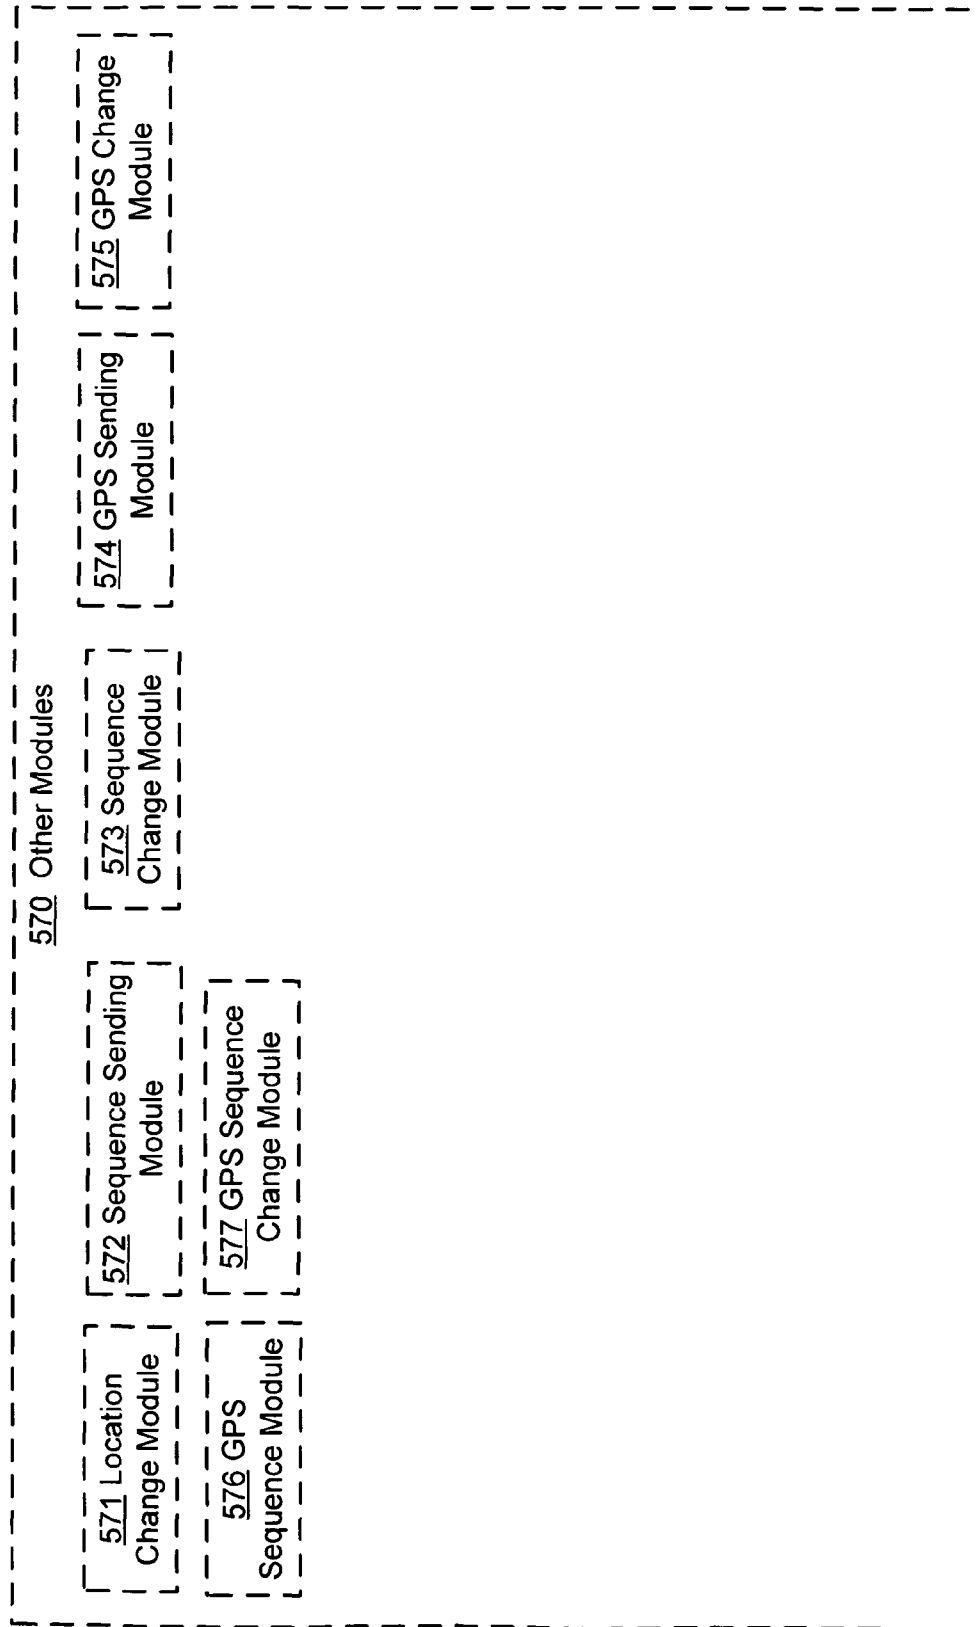 570 Other Modules
571 Location
Change Module
572 Sequence Sending
Module
573 Sequence
Change Module
574 GPS Sending
Module
575 GPS Change
Module
576 GPS
Sequence Module
577 GPS Sequence
Change Module